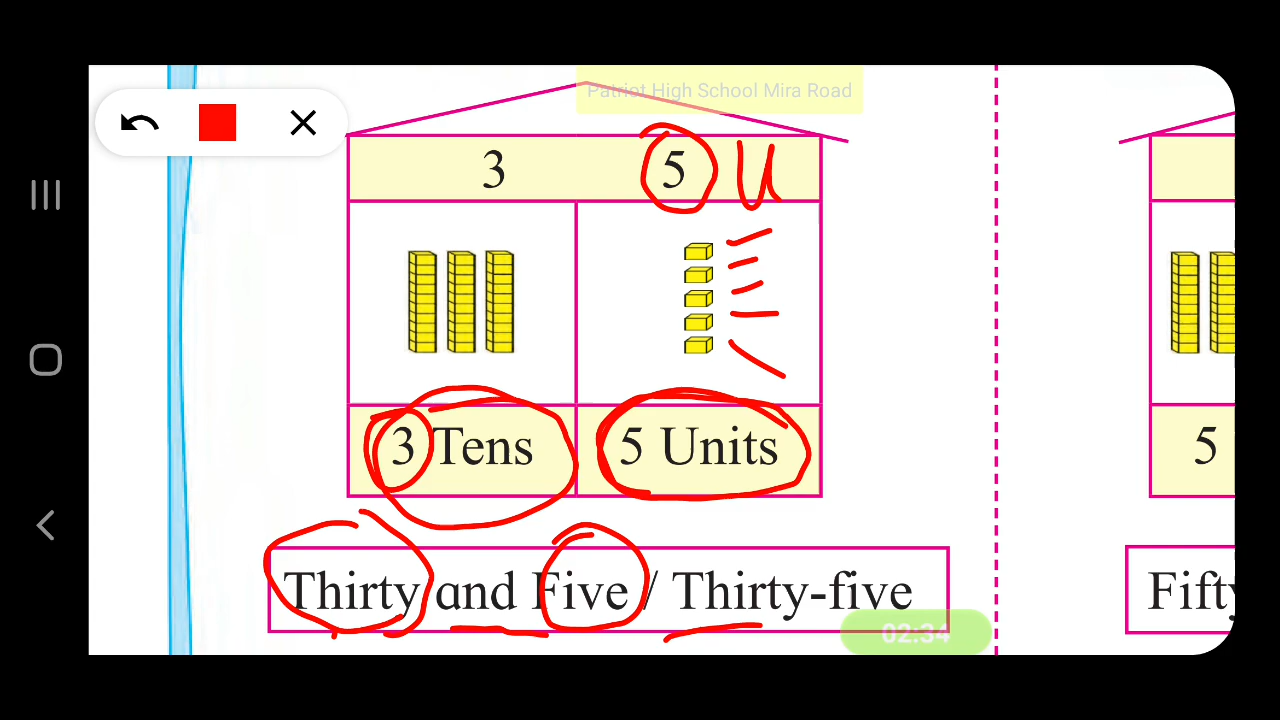 Patriot High School Mira Road
3 5 U
3 Tens 5 Units 5
Thirty and Five / Thirty-five Fifty
02:34